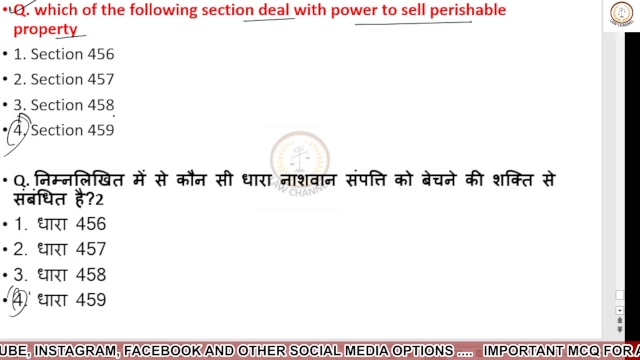 Q. which of the following section deal with power to sell perishable
property
• 1. Section 456
• 2. Section 457
• 3. Section 458
• 4. Section 459
Q. निम्नलिखित में से कौन सी धारा नाशवान संपत्ति को बेचने की शक्ति से
संबंधित है?2
• 1. धारा 456
• 2. धारा 457
• 3. धारा 458
• 4. धारा 459
UBE, INSTAGRAM, FACEBOOK AND OTHER SOCIAL MEDIA OPTIONS .... IMPORTANT MCQ FOR A